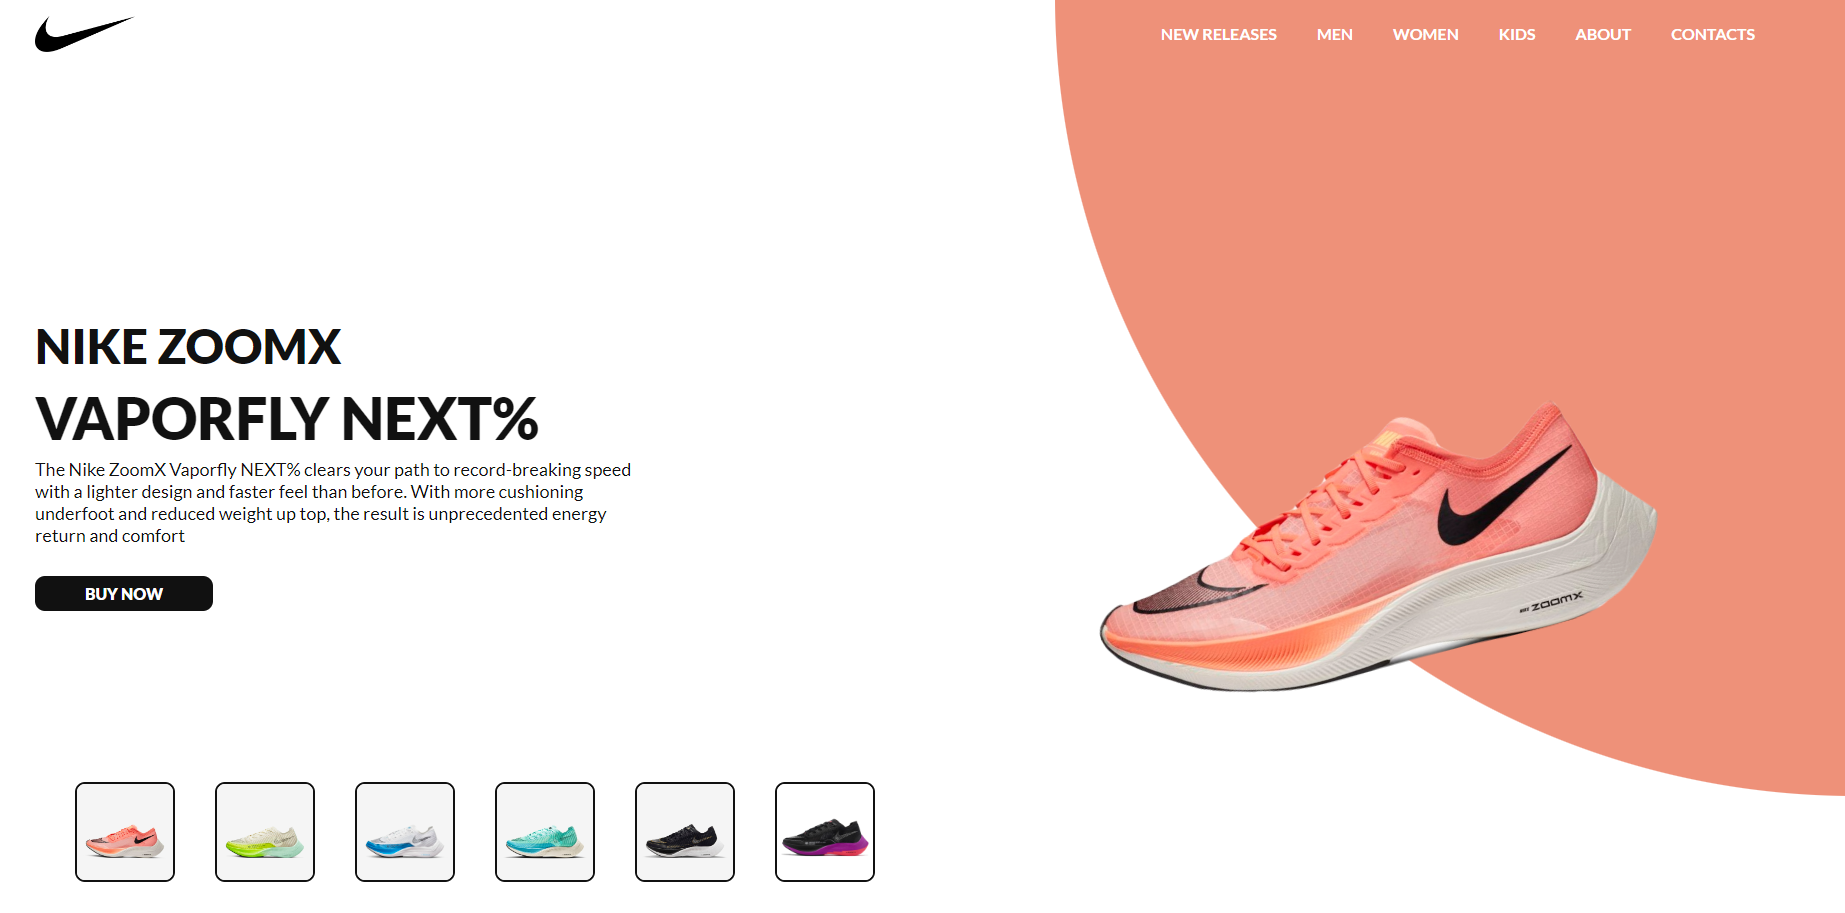 NEW RELEASES MEN WOMEN KIDS ABOUT CONTACTS
NIKE ZOOMX
VAPORFLY NEXT%
The Nike ZoomX Vaporfly NEXT% clears your path to record-breaking speed
with a lighter design and faster feel than before. With more cushioning
underfoot and reduced weight up top, the result is unprecedented energy
return and comfort
BUY NOW
NIKE ZOOMX